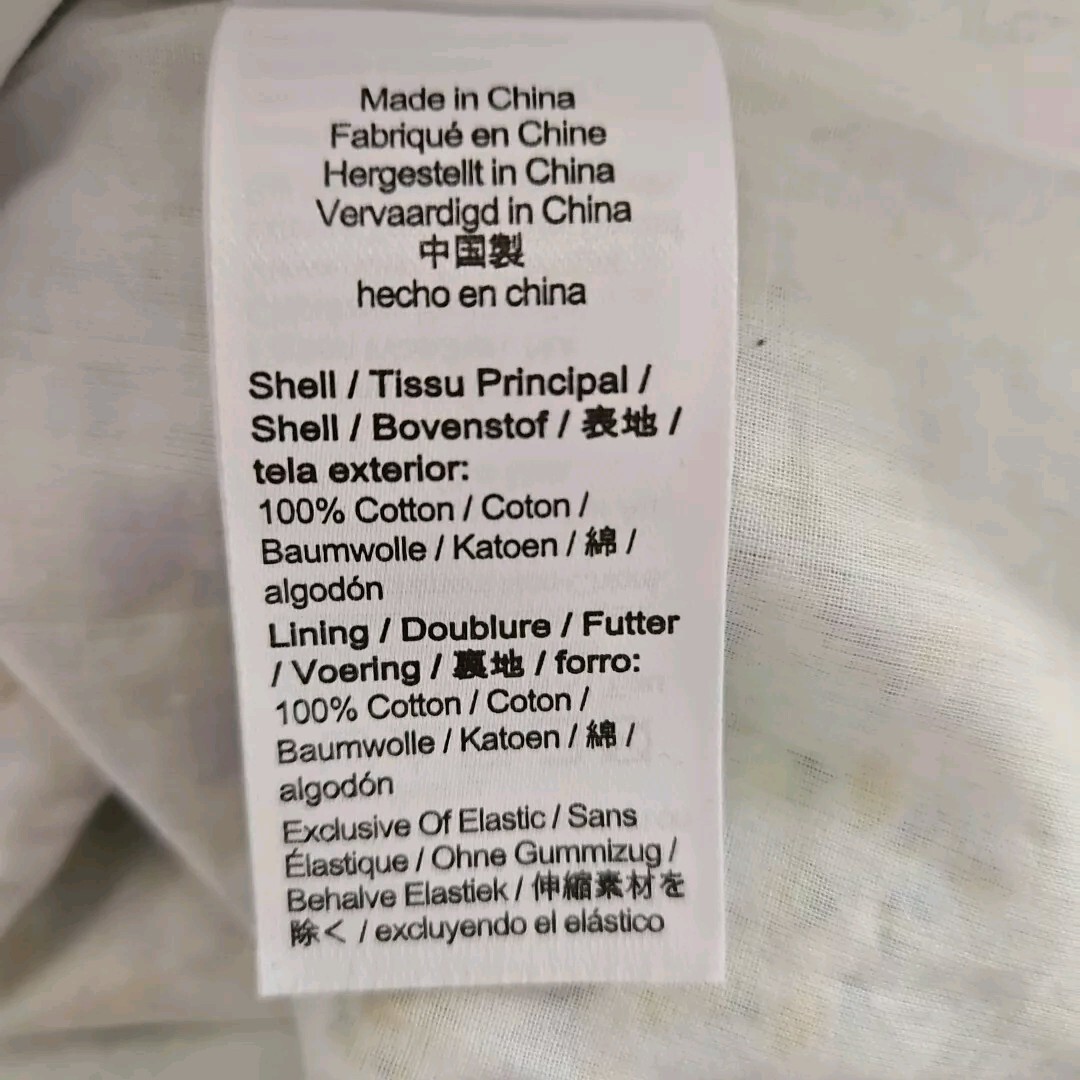 Made in China
Fabriqué en Chine
Hergestellt in China
Vervaardigd in China
中国製
hecho en china
Shell / Tissu Principal /
Shell / Bovenstof / 表地 /
tela exterior:
100% Cotton / Coton /
Baumwolle / Katoen / 綿 /
algodón
Lining / Doublure / Futter
/ Voering / 裏地 / forro:
100% Cotton / Coton /
Baumwolle / Katoen / 綿 /
algodón
Exclusive Of Elastic / Sans
Élastique / Ohne Gummizug /
Behalve Elastiek / 伸縮素材を
除く / excluyendo el elástico